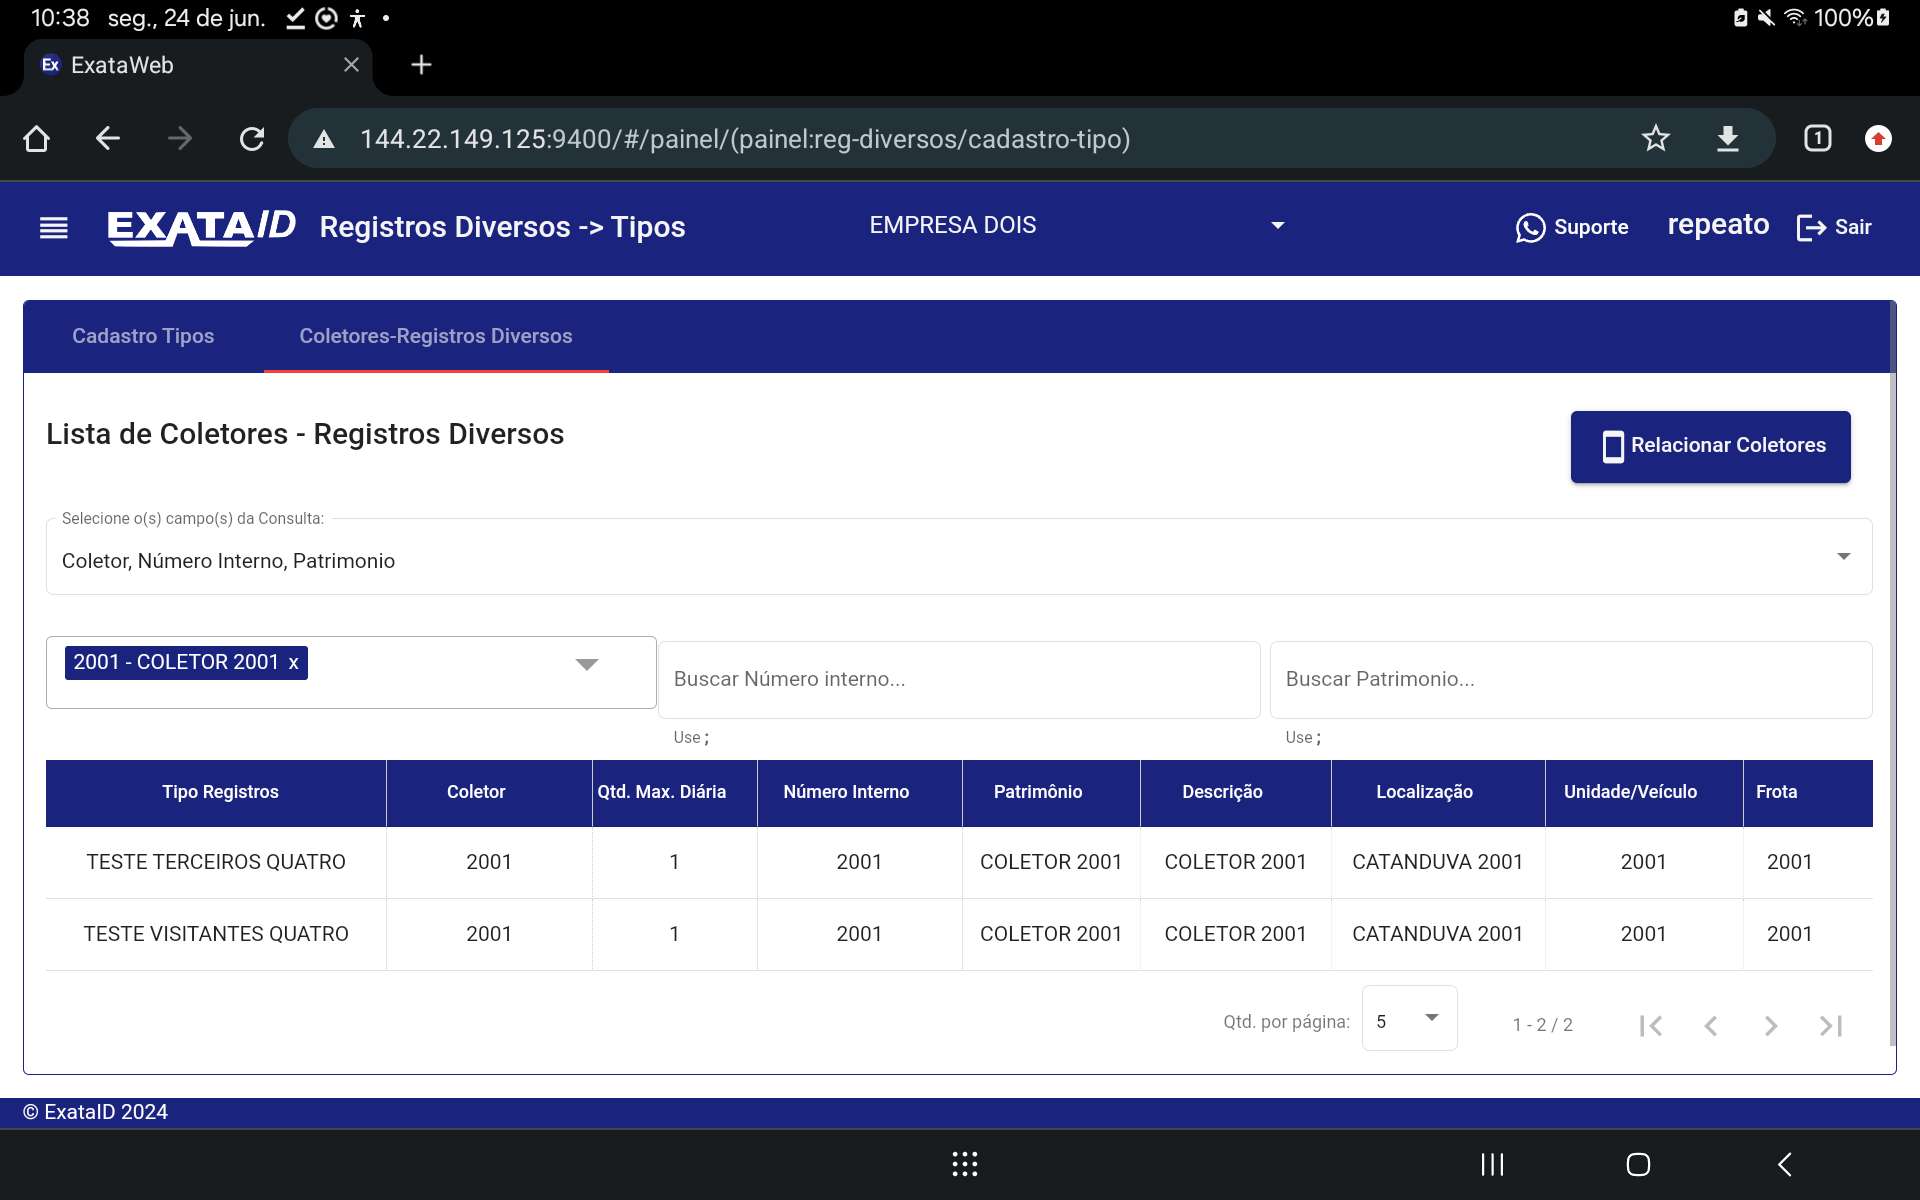 10:38 seg., 24 de jun.
100%
Ex ExataWeb
144.22.149.125:9400/#/painel/(painel:reg-diversos/cadastro-tipo)
1
EXATAID Registros Diversos -> Tipos EMPRESA DOIS Suporte repeato Sair
Cadastro Tipos Coletores-Registros Diversos
Lista de Coletores - Registros Diversos
Relacionar Coletores
Selecione o(s) campo(s) da Consulta:
Coletor, Número Interno, Patrimonio
2001 - COLETOR 2001 x
Buscar Número interno... Buscar Patrimonio...
Use ; Use ;
Tipo Registros Coletor Qtd. Max. Diária Número Interno Patrimônio Descrição Localização Unidade/Veículo Frota
TESTE TERCEIROS QUATRO 2001 1 2001 COLETOR 2001 COLETOR 2001 CATANDUVA 2001 2001 2001
TESTE VISITANTES QUATRO 2001 1 2001 COLETOR 2001 COLETOR 2001 CATANDUVA 2001 2001 2001
Qtd. por página: 5 1 - 2 / 2
© ExataID 2024